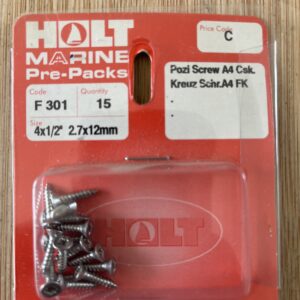 HOLT
MARINE
Pre-Packs
Price Code
C
Code
F 301
Quantity
15
Size
4x1/2" 2.7x12mm
Pozi Screw A4 Csk.
Kreuz Schr.A4 FK
.
HOLT